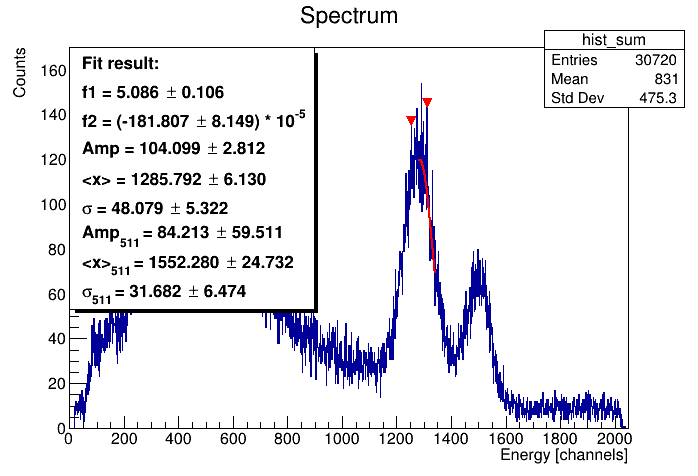 Spectrum
hist_sum
Entries 30720
Mean 831
Std Dev 475.3
Counts
Fit result:
f1 = 5.086 ± 0.106
f2 = (-181.807 ± 8.149) * 10^-5
Amp = 104.099 ± 2.812
<x> = 1285.792 ± 6.130
σ = 48.079 ± 5.322
Amp_511 = 84.213 ± 59.511
<x>_511 = 1552.280 ± 24.732
σ_511 = 31.682 ± 6.474
160
140
120
100
80
60
40
20
0
0 200 400 600 800 1000 1200 1400 1600 1800 2000
Energy [channels]